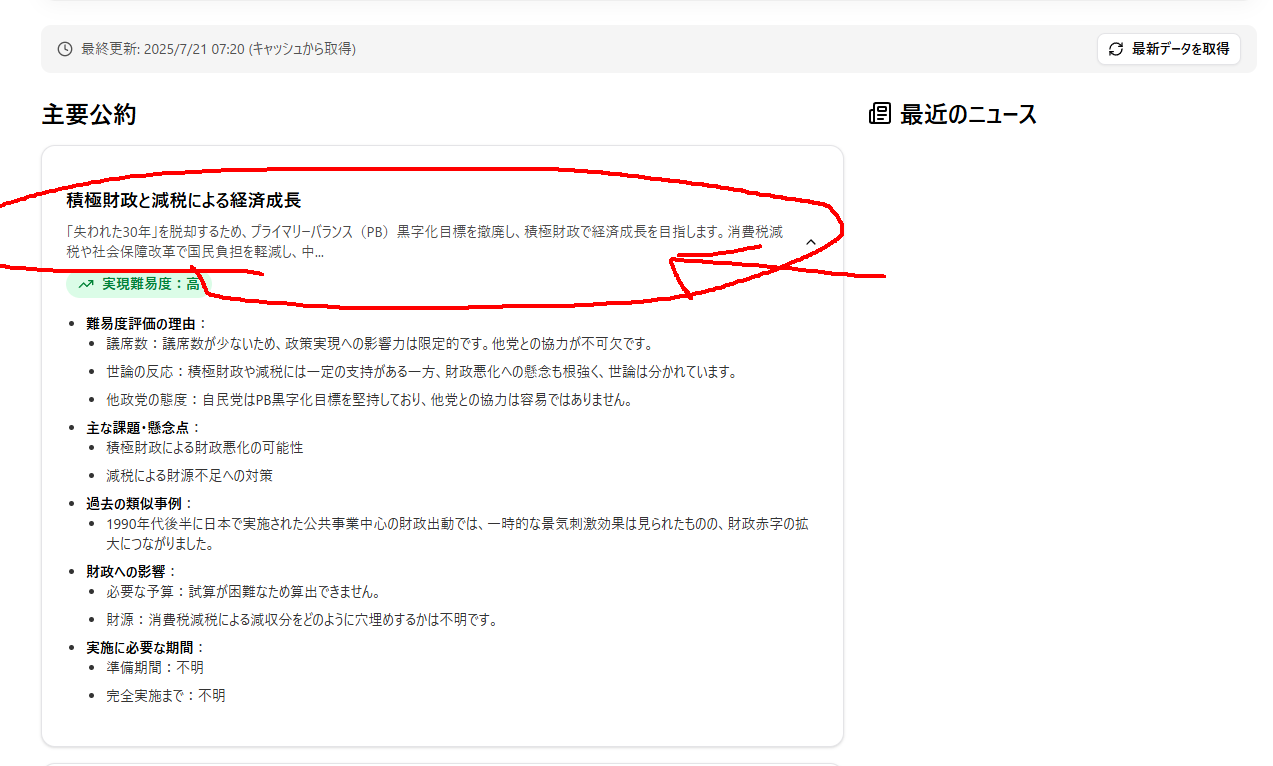 最終更新: 2025/7/21 07:20 (キャッシュから取得)
最新データを取得
主要公約
最近のニュース
積極財政と減税による経済成長
「失われた30年」を脱却するため、プライマリーバランス（PB）黒字化目標を撤廃し、積極財政で経済成長を目指します。消費税減
税や社会保障改革で国民負担を軽減し、中...
実現難易度：高
難易度評価の理由：
議席数：議席数が少ないため、政策実現への影響力は限定的です。他党との協力が不可欠です。
世論の反応：積極財政や減税には一定の支持がある一方、財政悪化への懸念も根強く、世論は分かれています。
他政党の態度：自民党はPB黒字化目標を堅持しており、他党との協力は容易ではありません。
主な課題・懸念点：
積極財政による財政悪化の可能性
減税による財源不足への対策
過去の類似事例：
1990年代後半に日本で実施された公共事業中心の財政出動では、一時的な景気刺激効果は見られたものの、財政赤字の拡
大につながりました。
財政への影響：
必要な予算：試算が困難なため算出できません。
財源：消費税減税による減収分をどのように穴埋めするかは不明です。
実施に必要な期間：
準備期間：不明
完全実施まで：不明